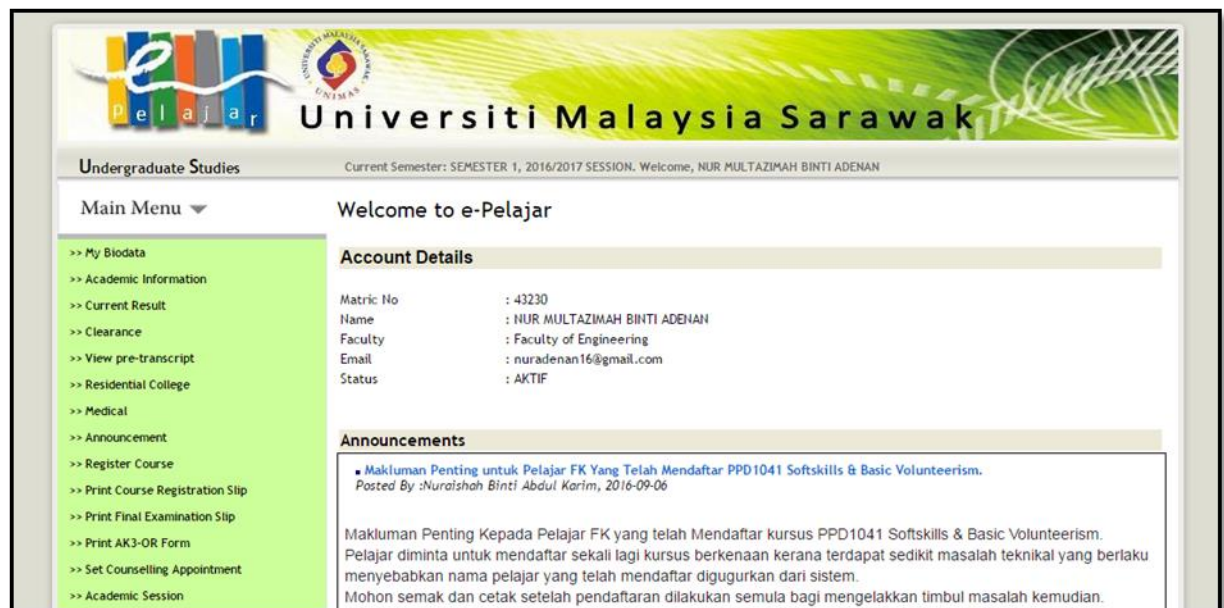 e
Pelajar
UNIVERSITI MALAYSIA SARAWAK
UNIMAS
Universiti Malaysia Sarawak
Undergraduate Studies
Current Semester: SEMESTER 1, 2016/2017 SESSION. Welcome, NUR MULTAZIMAH BINTI ADENAN
Main Menu
Welcome to e-Pelajar
>> My Biodata
>> Academic Information
>> Current Result
>> Clearance
>> View pre-transcript
>> Residential College
>> Medical
>> Announcement
>> Register Course
>> Print Course Registration Slip
>> Print Final Examination Slip
>> Print AK3-OR Form
>> Set Counselling Appointment
>> Academic Session
Account Details
Matric No : 43230
Name : NUR MULTAZIMAH BINTI ADENAN
Faculty : Faculty of Engineering
Email : nuradenan16@gmail.com
Status : AKTIF
Announcements
Makluman Penting untuk Pelajar FK Yang Telah Mendaftar PPD1041 Softskills & Basic Volunteerism.
Posted By :Nuraishah Binti Abdul Karim, 2016-09-06
Makluman Penting Kepada Pelajar FK yang telah Mendaftar kursus PPD1041 Softskills & Basic Volunteerism.
Pelajar diminta untuk mendaftar sekali lagi kursus berkenaan kerana terdapat sedikit masalah teknikal yang berlaku
menyebabkan nama pelajar yang telah mendaftar digugurkan dari sistem.
Mohon semak dan cetak setelah pendaftaran dilakukan semula bagi mengelakkan timbul masalah kemudian.